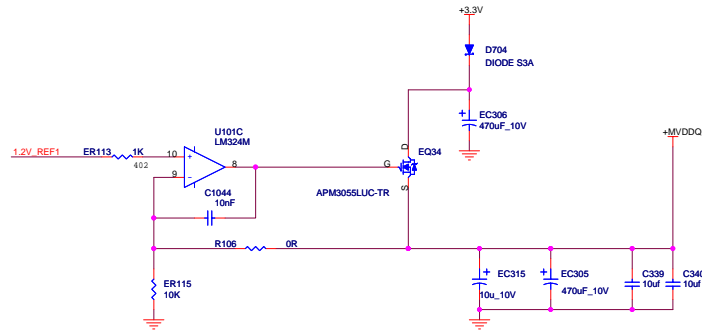 +3.3V
D704
DIODE S3A
EC306
470uF_10V
+MVDDQ
U101C
LM324M
1.2V_REF1
ER113
1K
402
10
+
8
9
-
D
G
S
EQ34
APM3055LUC-TR
C1044
10nF
R106
0R
ER115
10K
EC315
10u_10V
EC305
470uF_10V
C339
10uf
C340
10uf